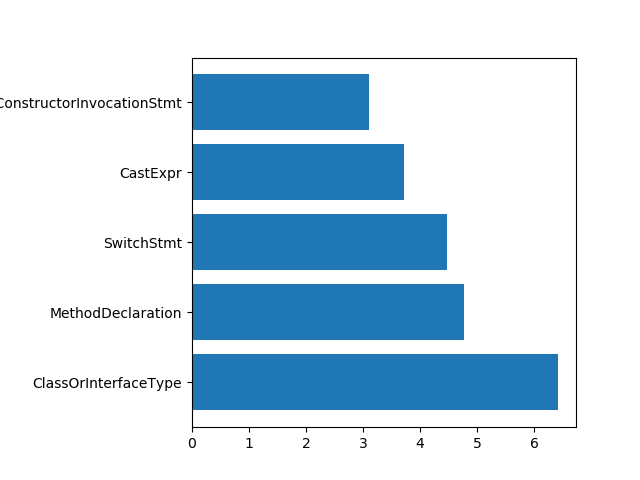 ConstructorInvocationStmt
CastExpr
SwitchStmt
MethodDeclaration
ClassOrInterfaceType
0 1 2 3 4 5 6